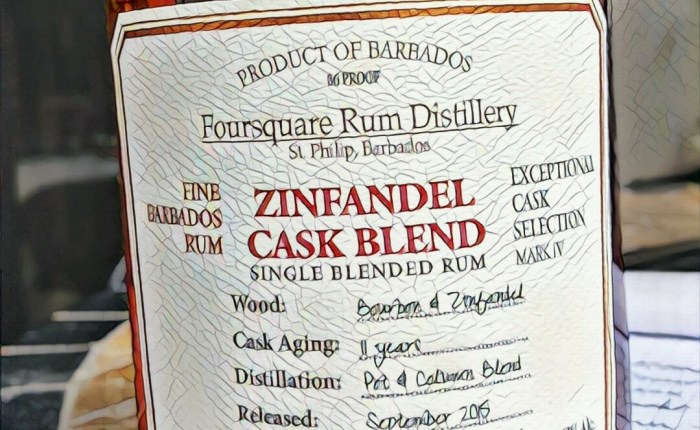 PRODUCT OF BARBADOS
86 PROOF
Foursquare Rum Distillery
St. Philip, Barbados
FINE
BARBADOS
RUM
ZINFANDEL
CASK BLEND
SINGLE BLENDED RUM
EXCEPTIONAL
CASK
SELECTION
MARK IV
Wood: Bourbon & Zinfandel
Cask Aging: 11 years
Distillation: Pot & Column Blend
Released: September 2015